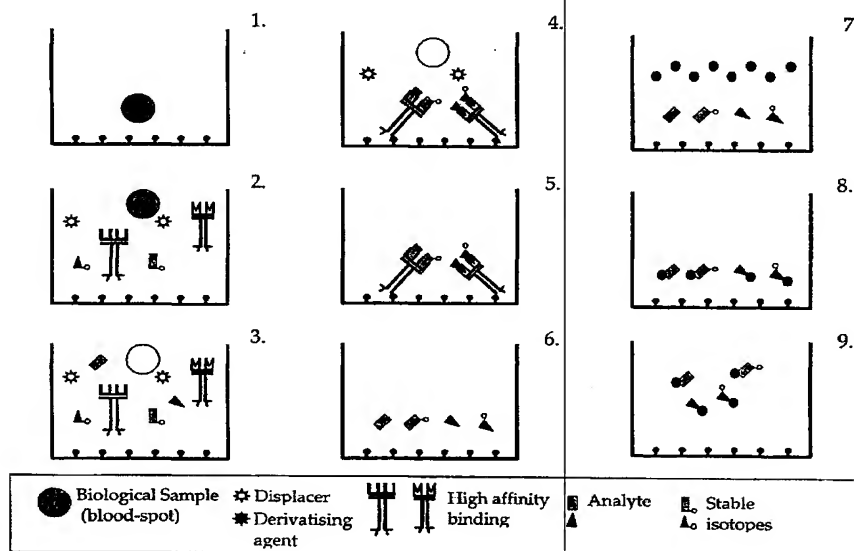 1.
4.
7
2.
5.
8.
3.
6.
9.
Biological Sample
(blood-spot)
Displacer
Derivatising
agent
High affinity
binding
Analyte
Stable
isotopes